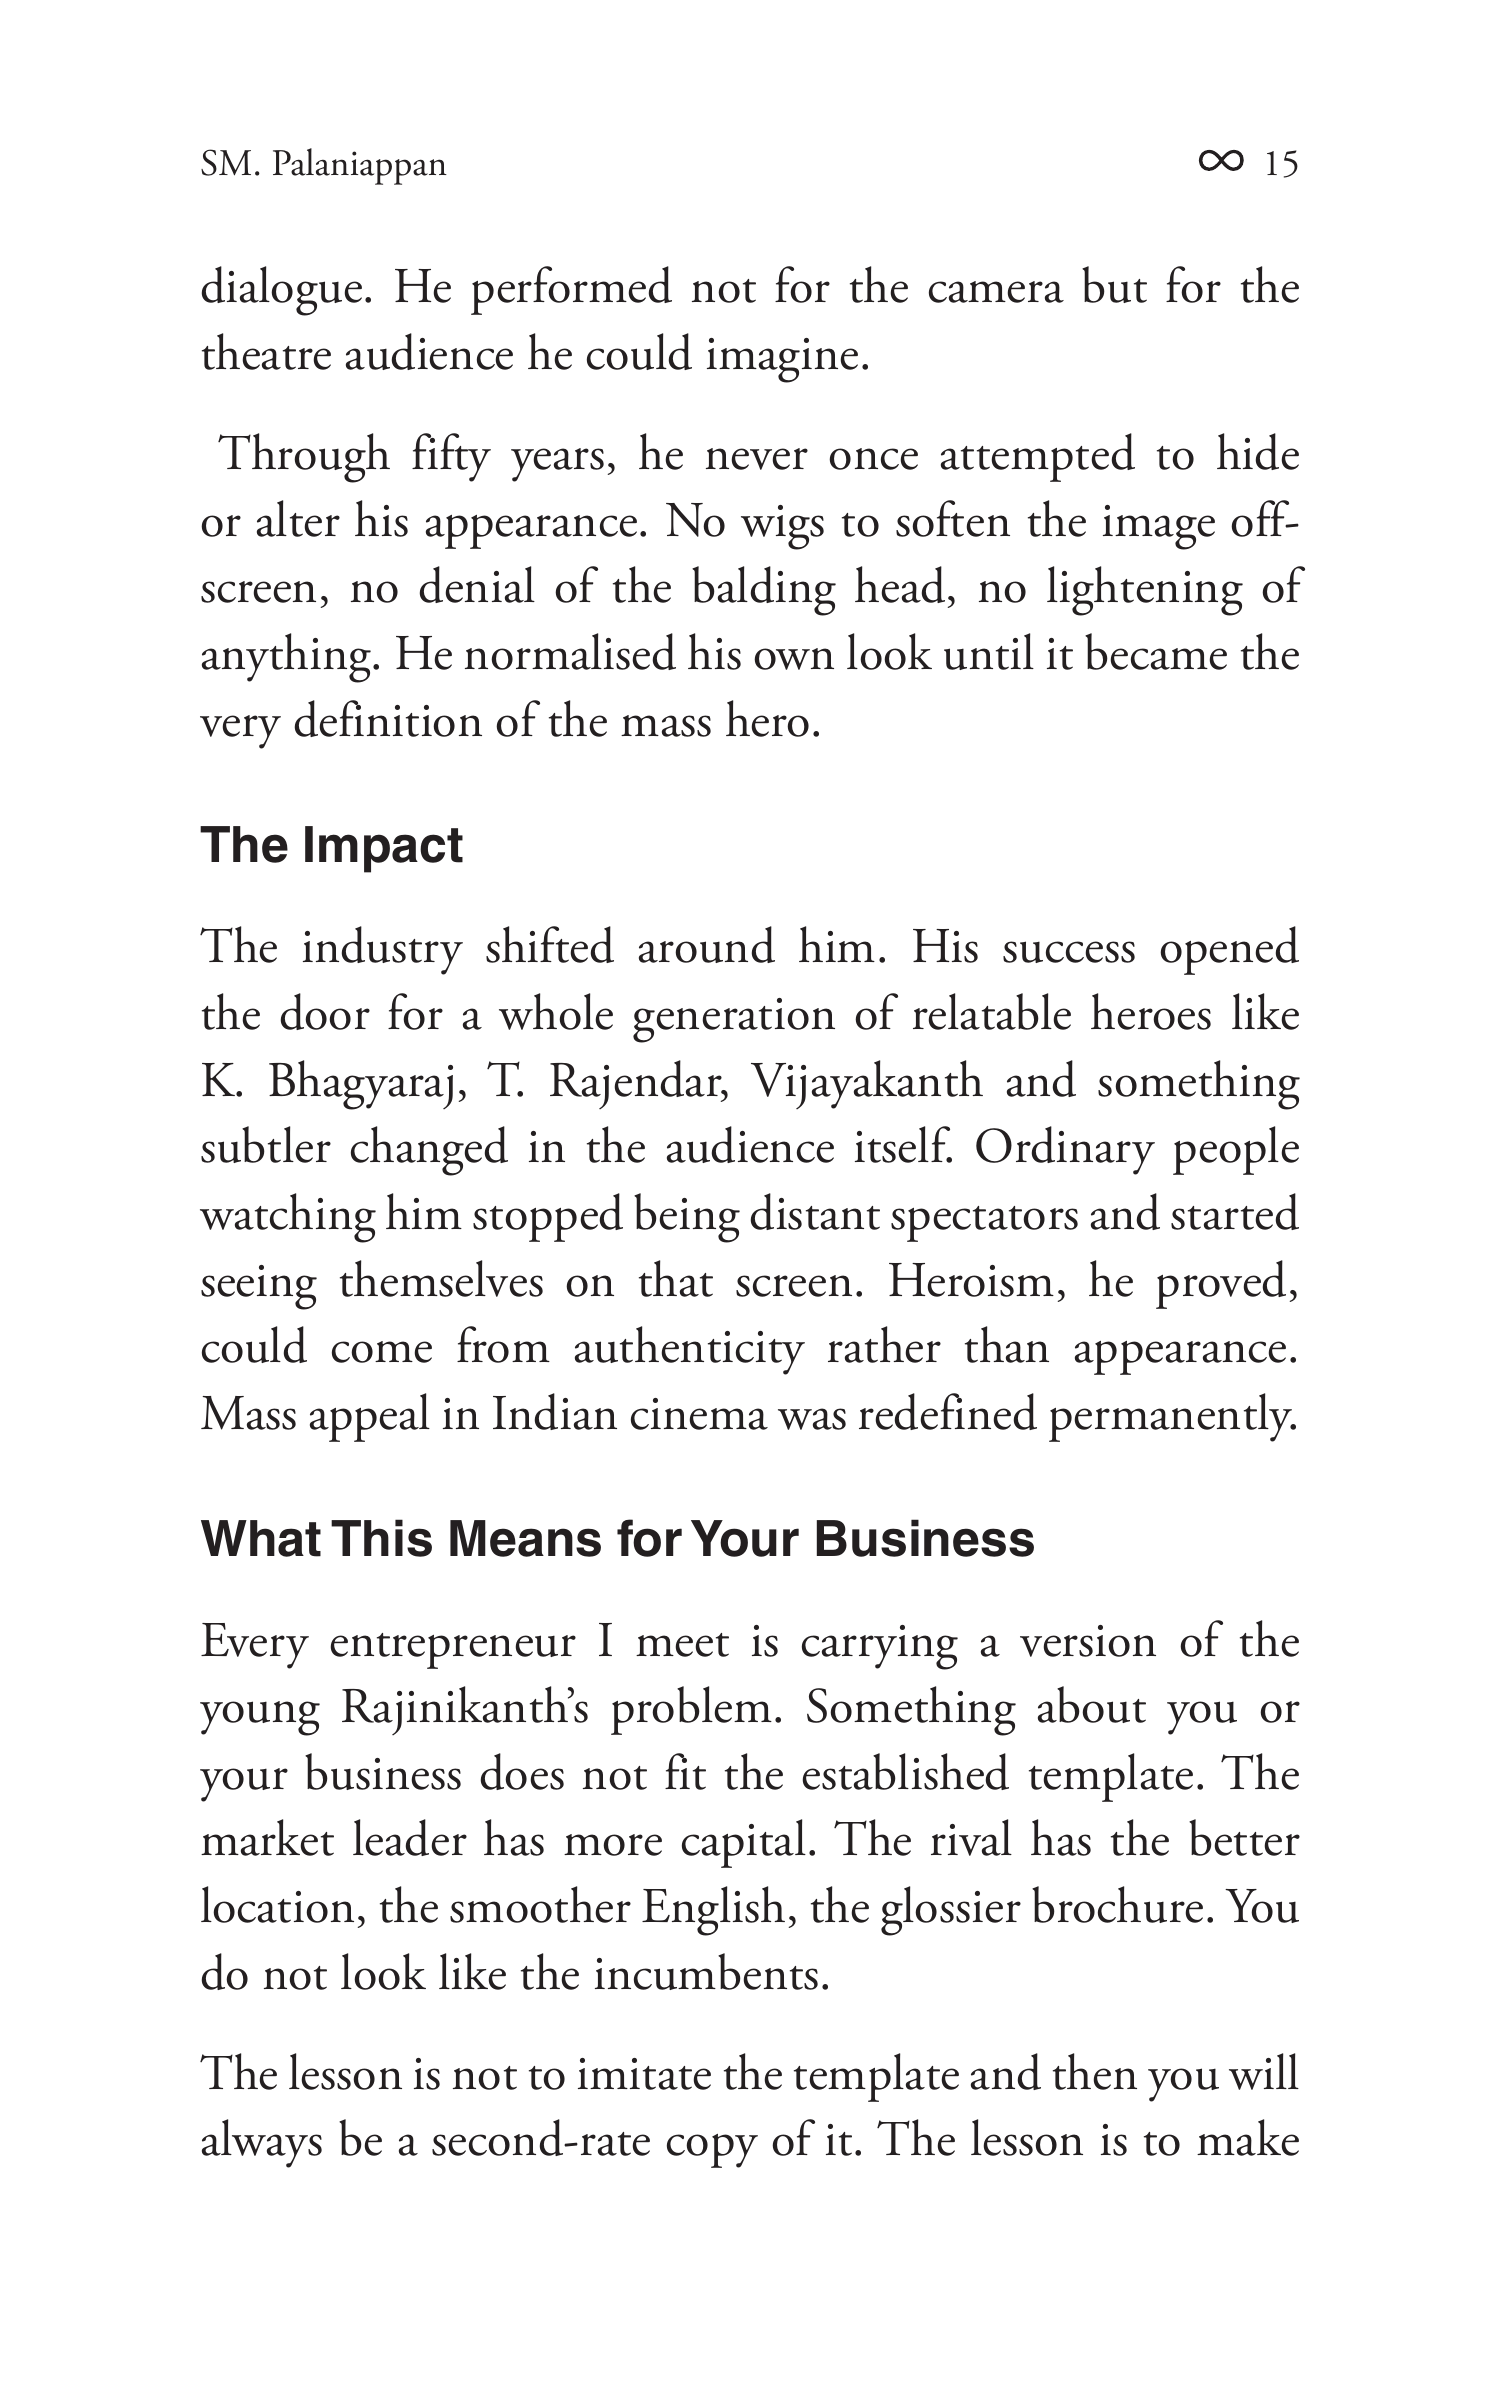 SM. Palaniappan ∞ 15
dialogue. He performed not for the camera but for the
theatre audience he could imagine.
Through fifty years, he never once attempted to hide
or alter his appearance. No wigs to soften the image off-
screen, no denial of the balding head, no lightening of
anything. He normalised his own look until it became the
very definition of the mass hero.
The Impact
The industry shifted around him. His success opened
the door for a whole generation of relatable heroes like
K. Bhagyaraj, T. Rajendar, Vijayakanth and something
subtler changed in the audience itself. Ordinary people
watching him stopped being distant spectators and started
seeing themselves on that screen. Heroism, he proved,
could come from authenticity rather than appearance.
Mass appeal in Indian cinema was redefined permanently.
What This Means for Your Business
Every entrepreneur I meet is carrying a version of the
young Rajinikanth’s problem. Something about you or
your business does not fit the established template. The
market leader has more capital. The rival has the better
location, the smoother English, the glossier brochure. You
do not look like the incumbents.
The lesson is not to imitate the template and then you will
always be a second-rate copy of it. The lesson is to make